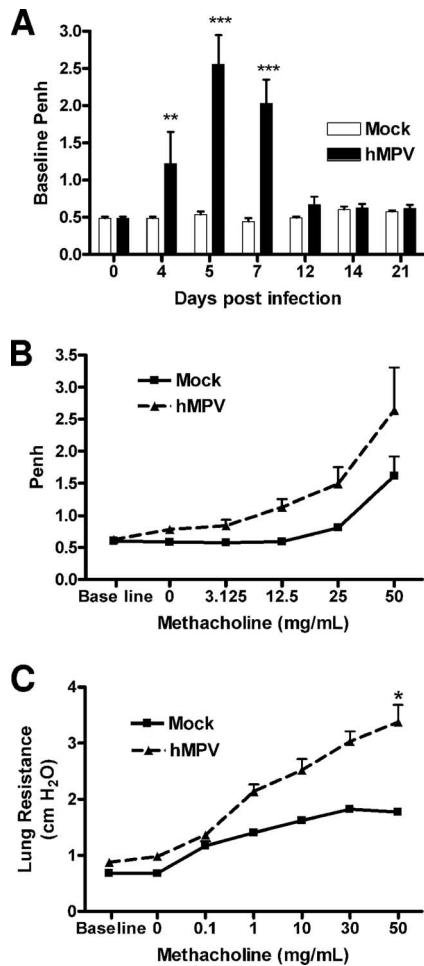 A
***
***
**
3.0
2.5
2.0
1.5
1.0
0.5
0.0
Baseline Penh
Mock
hMPV
0 4 5 7 12 14 21
Days post infection
B
3.5
3.0
2.5
2.0
1.5
1.0
0.5
0.0
Penh
Mock
hMPV
Base line 0 3.125 12.5 25 50
Methacholine (mg/mL)
C
*
4
3
2
1
0
Lung Resistance
(cm H₂O)
Mock
hMPV
Baseline 0 0.1 1 10 30 50
Methacholine (mg/mL)